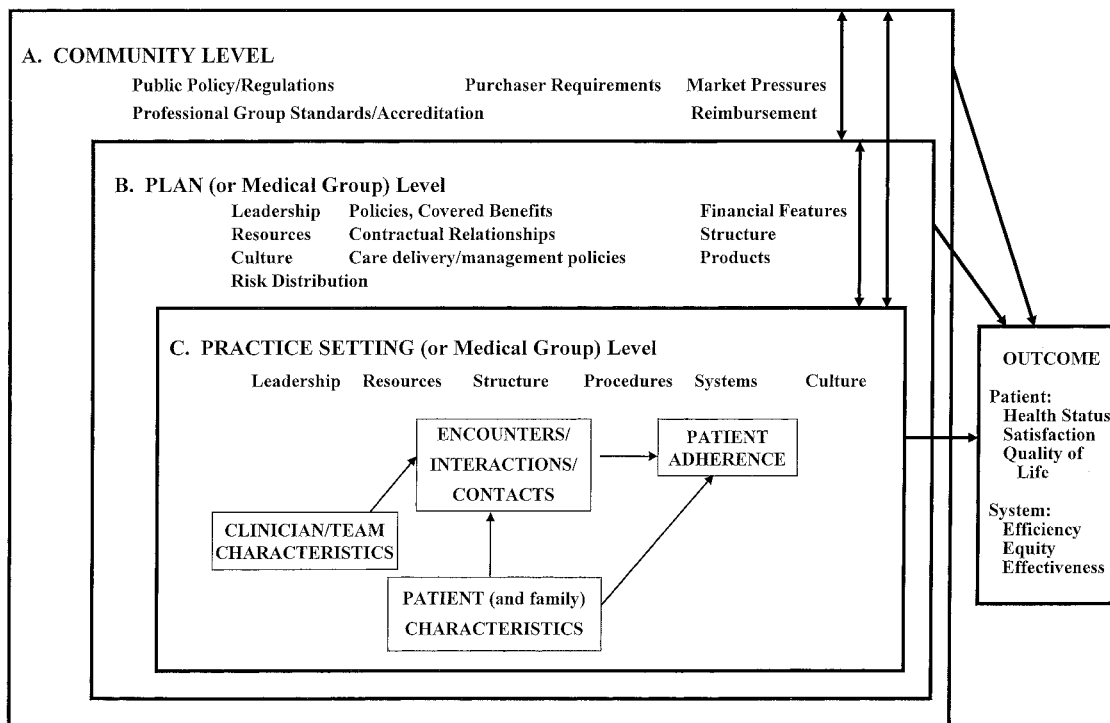 A. COMMUNITY LEVEL
Public Policy/Regulations Purchaser Requirements Market Pressures
Professional Group Standards/Accreditation Reimbursement
B. PLAN (or Medical Group) Level
Leadership Policies, Covered Benefits Financial Features
Resources Contractual Relationships Structure
Culture Care delivery/management policies Products
Risk Distribution
C. PRACTICE SETTING (or Medical Group) Level
Leadership Resources Structure Procedures Systems Culture
ENCOUNTERS/
INTERACTIONS/
CONTACTS
PATIENT
ADHERENCE
CLINICIAN/TEAM
CHARACTERISTICS
PATIENT (and family)
CHARACTERISTICS
OUTCOME
Patient:
Health Status
Satisfaction
Quality of
Life
System:
Efficiency
Equity
Effectiveness